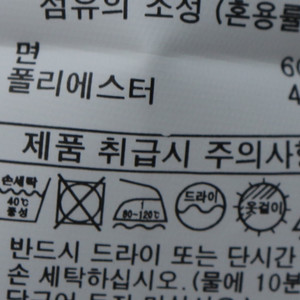 섬유의 조성 (혼용률
면 6
폴리에스터 4
제품 취급시 주의사항
손세탁
40℃
중성
80~120℃
드라이
옷걸이
반드시 드라이 또는 단시간
손 세탁하십시오.(물에 10분